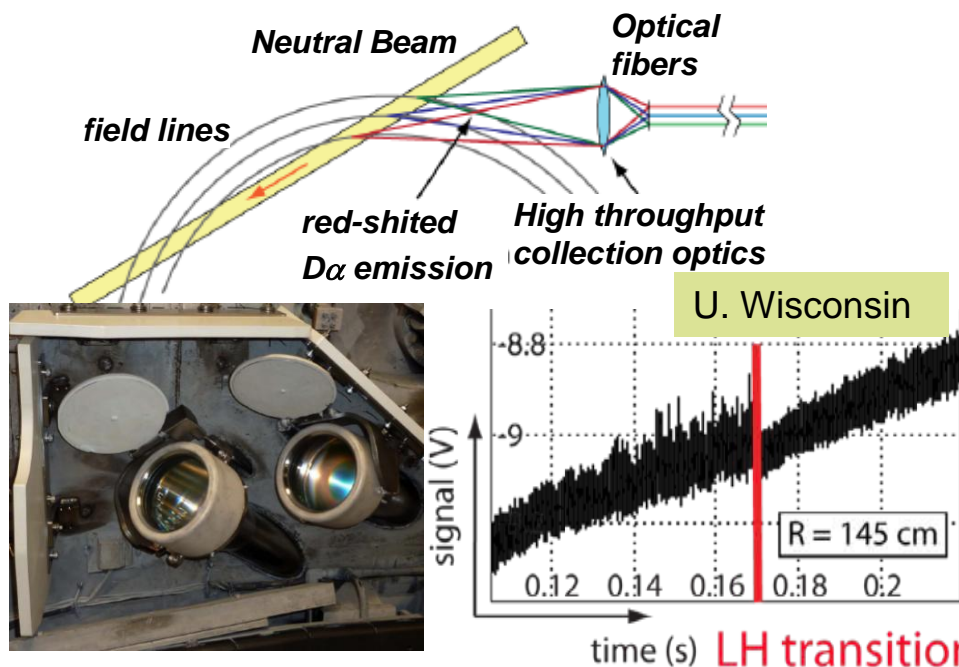 Neutral Beam
Optical
fibers
field lines
red-shited
Dα emission
High throughput
collection optics
U. Wisconsin
-8.8
-9
signal (V)
R = 145 cm
0.12
0.14
0.16
0.18
0.2
time (s)
LH transition